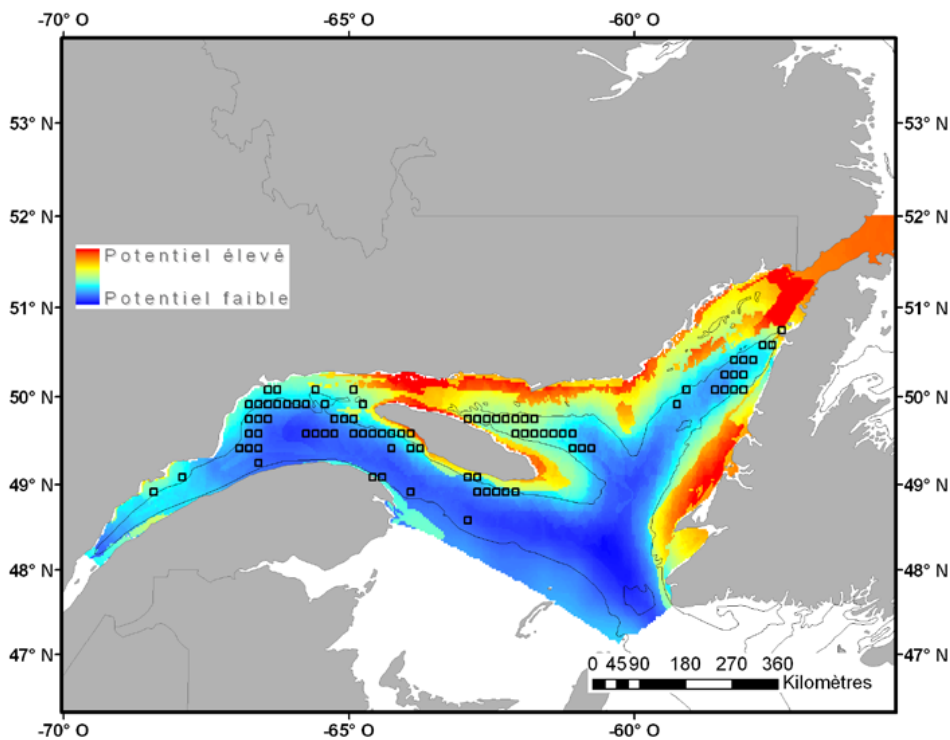 -70° O -65° O -60° O
53° N 53° N
52° N 52° N
Potentiel élevé
Potentiel faible
51° N 51° N
50° N 50° N
49° N 49° N
48° N 48° N
47° N 47° N
0 45 90 180 270 360
Kilomètres
-70° O -65° O -60° O